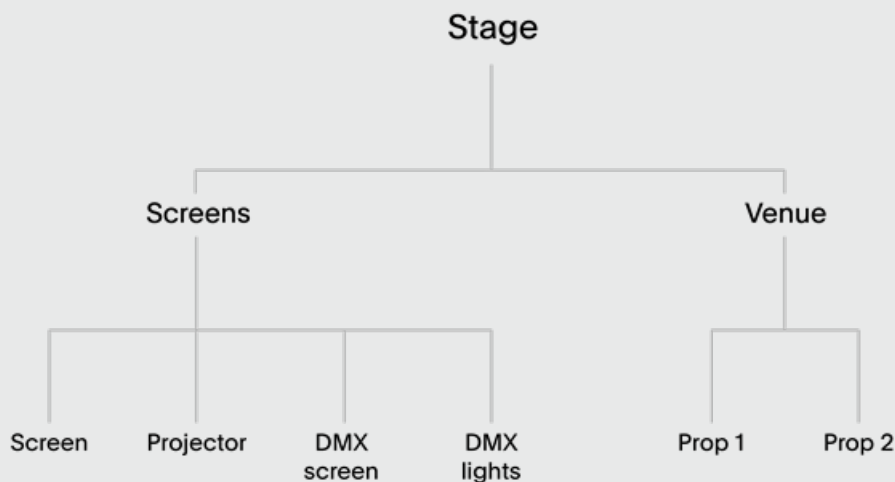 Stage
Screens
Venue
Screen
Projector
DMX
screen
DMX
lights
Prop 1
Prop 2